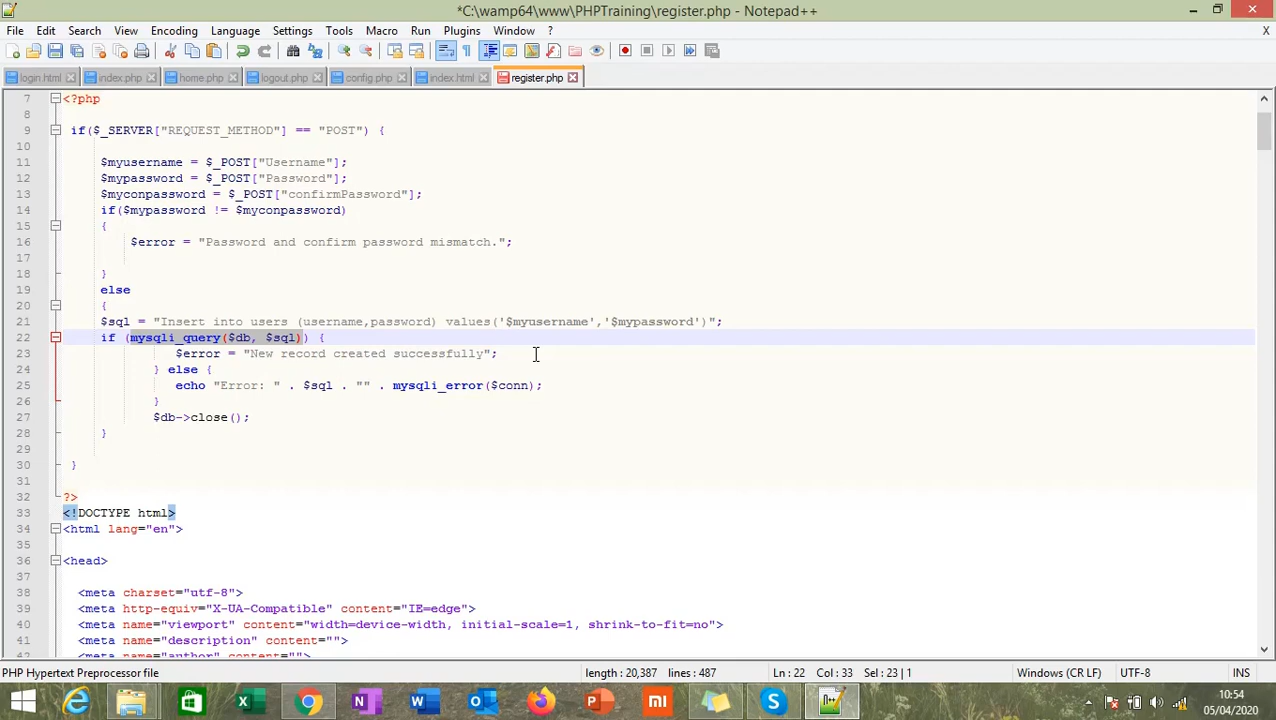 *C:\wamp64\www\PHPTraining\register.php - Notepad++
File Edit Search View Encoding Language Settings Tools Macro Run Plugins Window ? X
login.html index.php home.php logout.php config.php index.html register.php
7 <?php
8
9 if($_SERVER["REQUEST_METHOD"] == "POST") {
10
11 $myusername = $_POST["Username"];
12 $mypassword = $_POST["Password"];
13 $myconpassword = $_POST["confirmPassword"];
14 if($mypassword != $myconpassword)
15 {
16 $error = "Password and confirm password mismatch.";
17
18 }
19 else
20 {
21 $sql = "Insert into users (username,password) values('$myusername','$mypassword')";
22 if (mysqli_query($db, $sql)) {
23 $error = "New record created successfully";
24 } else {
25 echo "Error: " . $sql . "" . mysqli_error($conn);
26 }
27 $db->close();
28 }
29
30 }
31
32 ?>
33 <!DOCTYPE html>
34 <html lang="en">
35
36 <head>
37
38 <meta charset="utf-8">
39 <meta http-equiv="X-UA-Compatible" content="IE=edge">
40 <meta name="viewport" content="width=device-width, initial-scale=1, shrink-to-fit=no">
41 <meta name="description" content="">
42 <meta name="author" content="">
PHP Hypertext Preprocessor file length : 20,387 lines : 487 Ln : 22 Col : 33 Sel : 23 | 1 Windows (CR LF) UTF-8 INS
10:54
05/04/2020